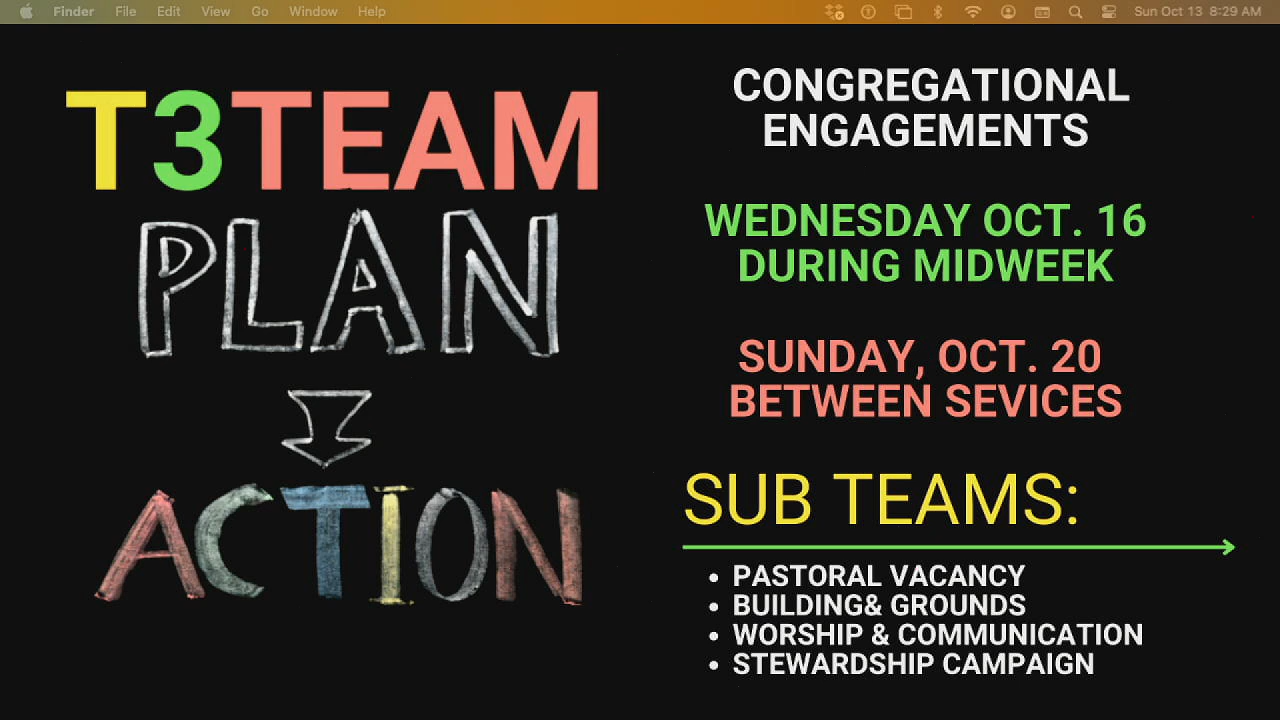 Finder File Edit View Go Window Help
Sun Oct 13 8:29 AM
T3TEAM
PLAN
ACTION
CONGREGATIONAL
ENGAGEMENTS
WEDNESDAY OCT. 16
DURING MIDWEEK
SUNDAY, OCT. 20
BETWEEN SEVICES
SUB TEAMS:
• PASTORAL VACANCY
• BUILDING& GROUNDS
• WORSHIP & COMMUNICATION
• STEWARDSHIP CAMPAIGN